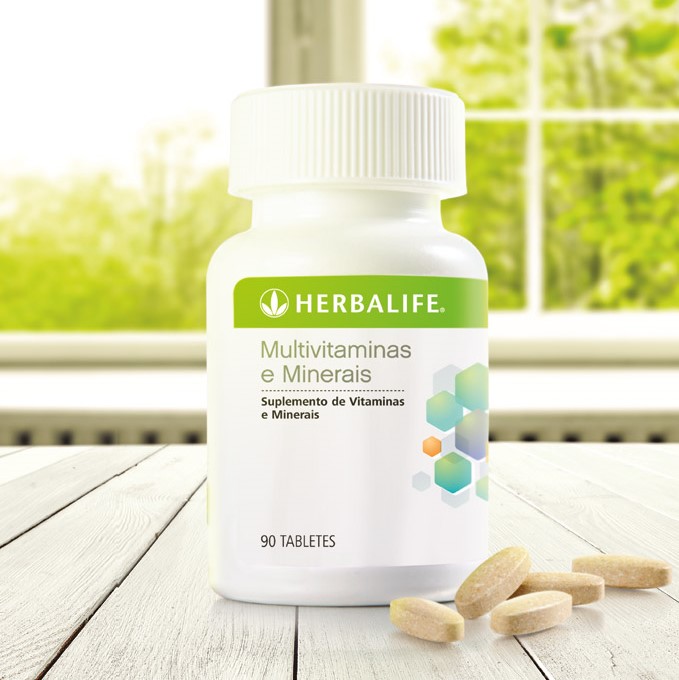 HERBALIFE®
Multivitaminas
e Minerais
Suplemento de Vitaminas
e Minerais
90 TABLETES